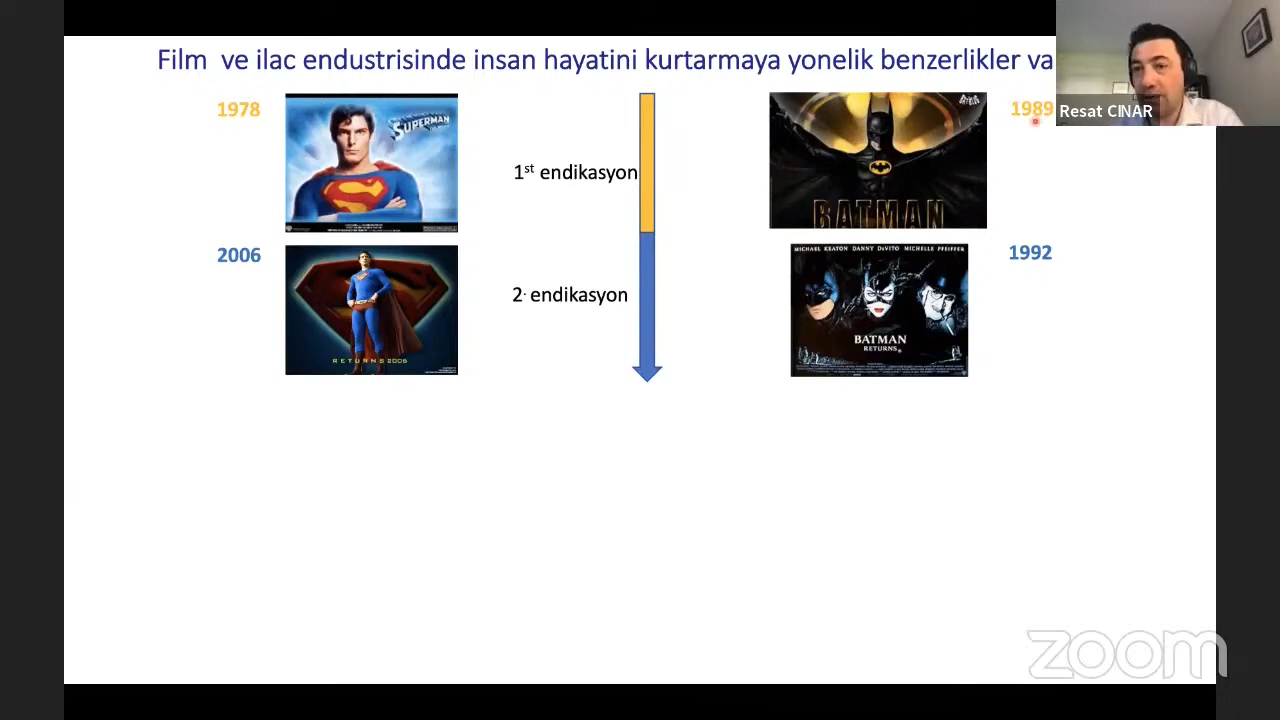 Film ve ilac endustrisinde insan hayatini kurtarmaya yonelik benzerlikler va
1978
SUPERMAN
1st endikasyon
BATMAN
1989
Resat CINAR
2006
RETURNS 2006
2. endikasyon
MICHAEL KEATON DANNY DEVITO MICHELLE PFEIFFER
BATMAN
RETURNS
1992
zoom